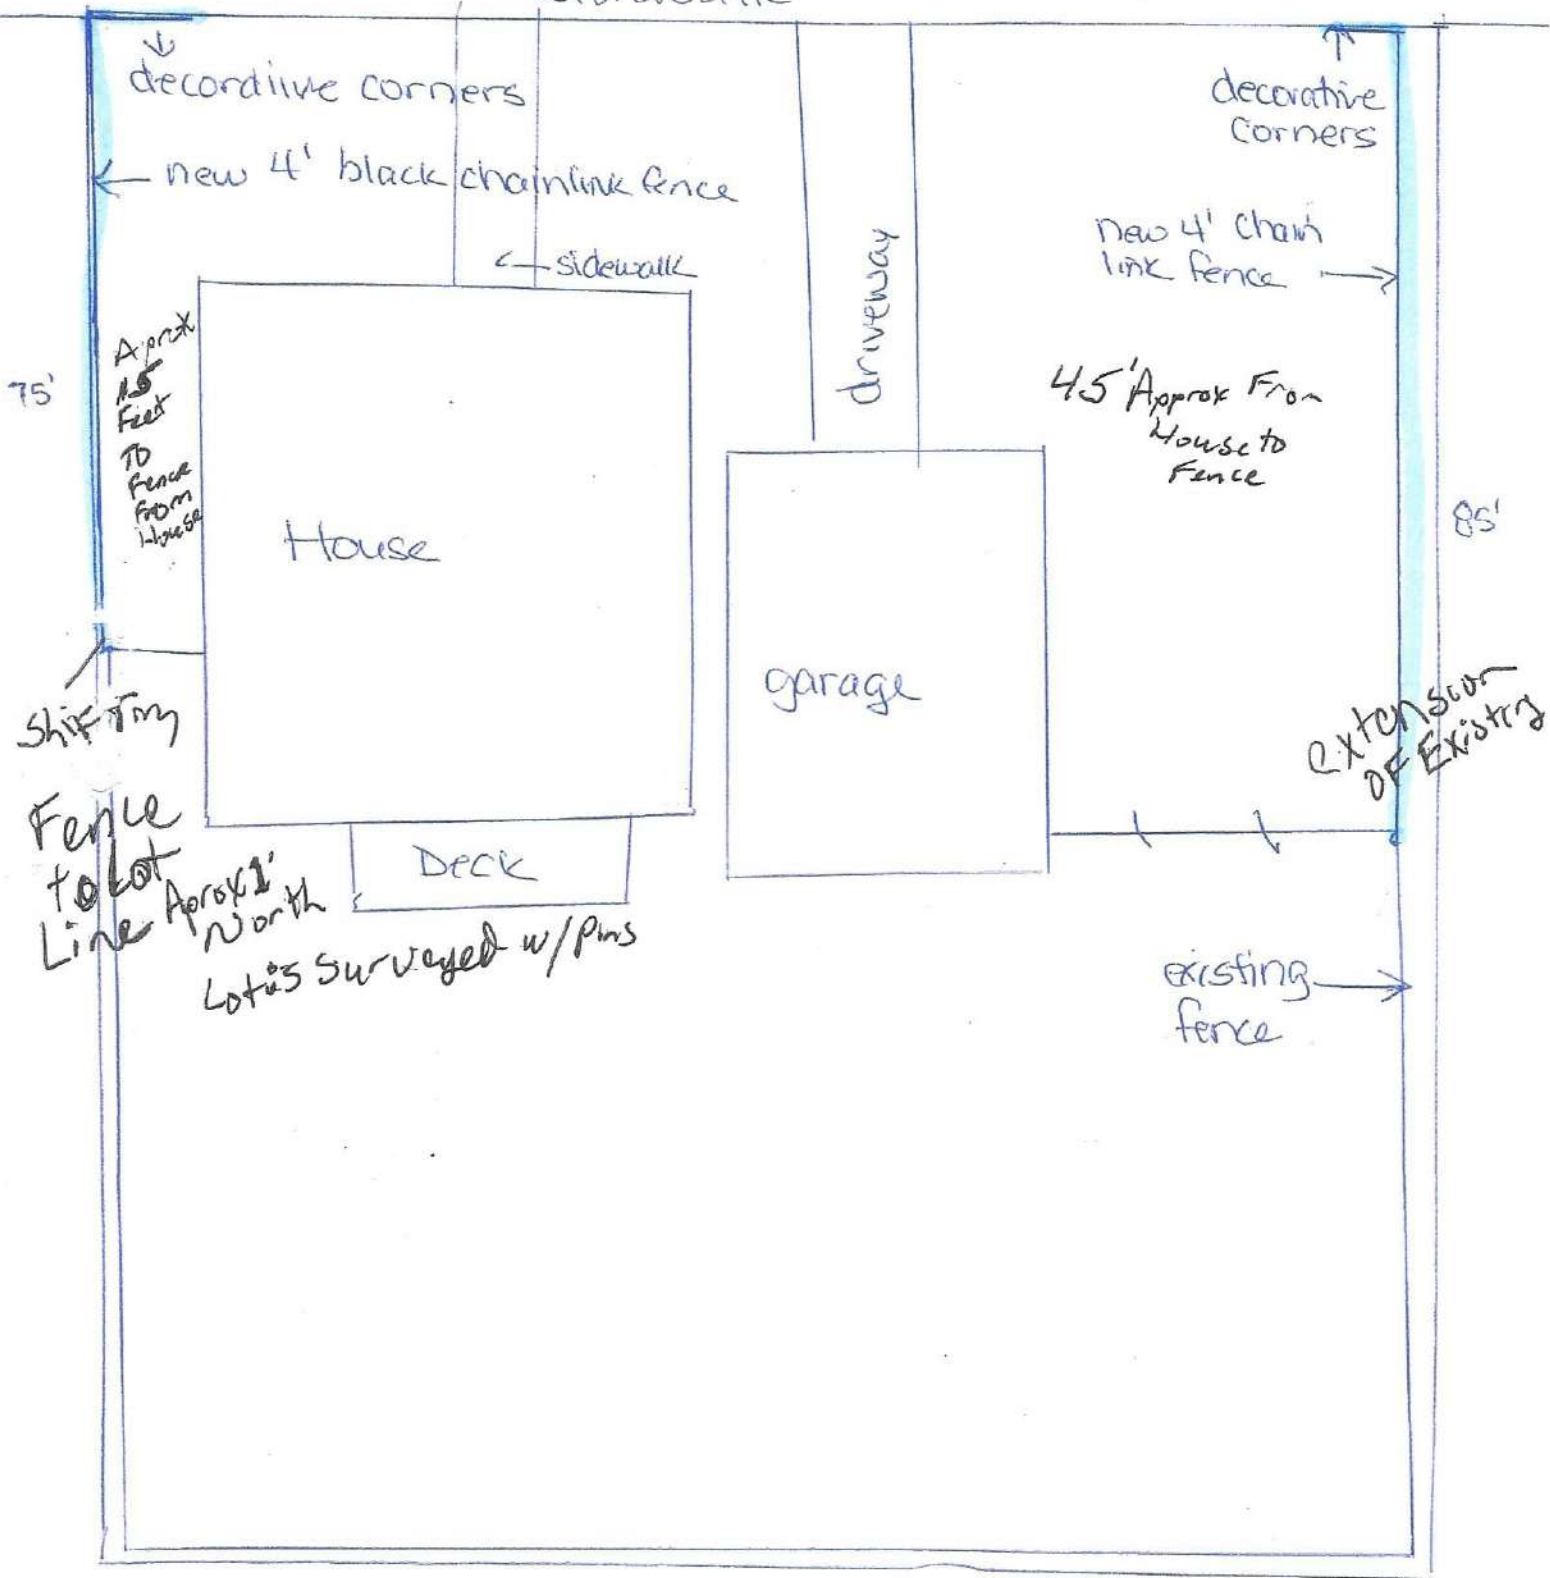 decordiive corners
decorative
corners
new 4' black chainlink fence
new 4' Chain
link fence
sidewalk
driveway
Aprox
15
Feet
To
Fence
From
House
75'
45' Approx From
House to
Fence
85'
House
garage
Shifting
Fence
to Lot
Line Aprox 1'
North
Lot is Surveyed w/ Pins
extension
OF Existing
Deck
existing
fence